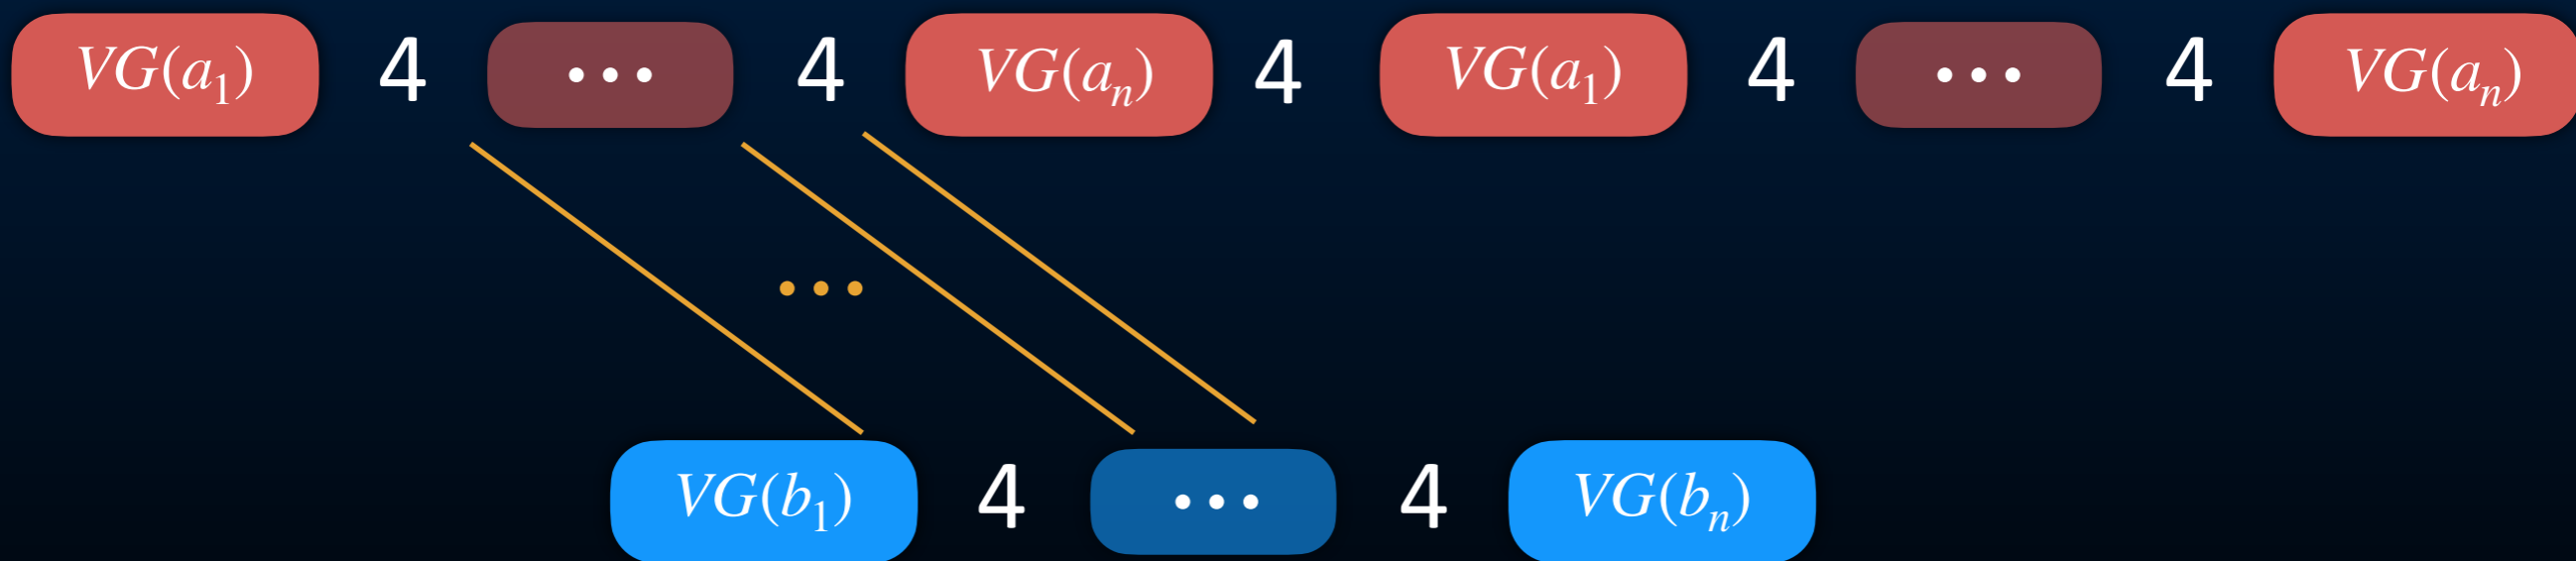 VG(a₁) 4 ••• 4 VG(aₙ) 4 VG(a₁) 4 ••• 4 VG(aₙ)
•••
VG(b₁) 4 ••• 4 VG(bₙ)